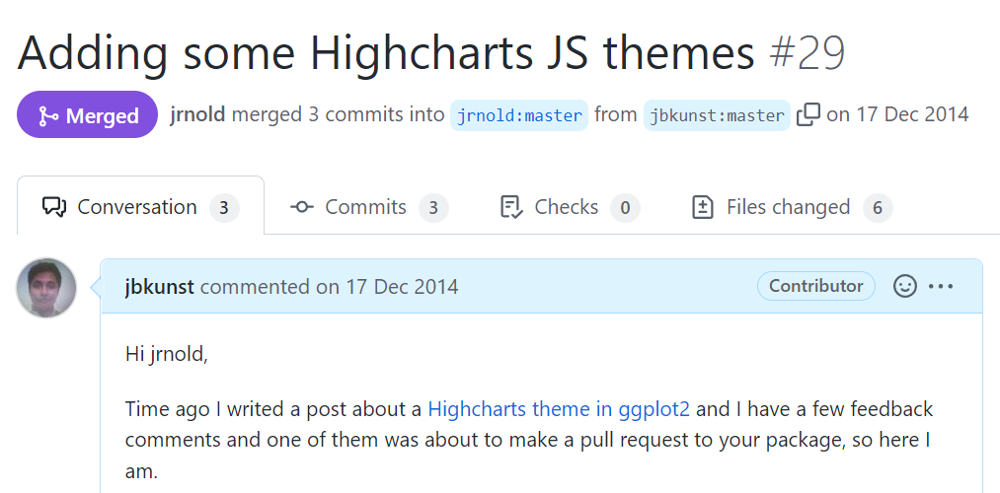 Adding some Highcharts JS themes #29
Merged jrnold merged 3 commits into jrnold:master from jbkunst:master on 17 Dec 2014
Conversation 3 Commits 3 Checks 0 Files changed 6
jbkunst commented on 17 Dec 2014 Contributor
Hi jrnold,
Time ago I writed a post about a Highcharts theme in ggplot2 and I have a few feedback
comments and one of them was about to make a pull request to your package, so here I
am.